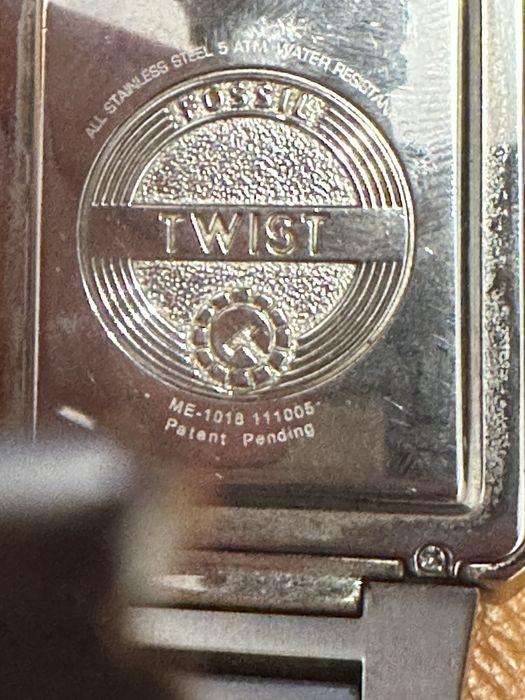 ALL STAINLESS STEEL 5 ATM WATER RESISTANT
FOSSIL
TWIST
T
ME-1018 111005
Patent Pending